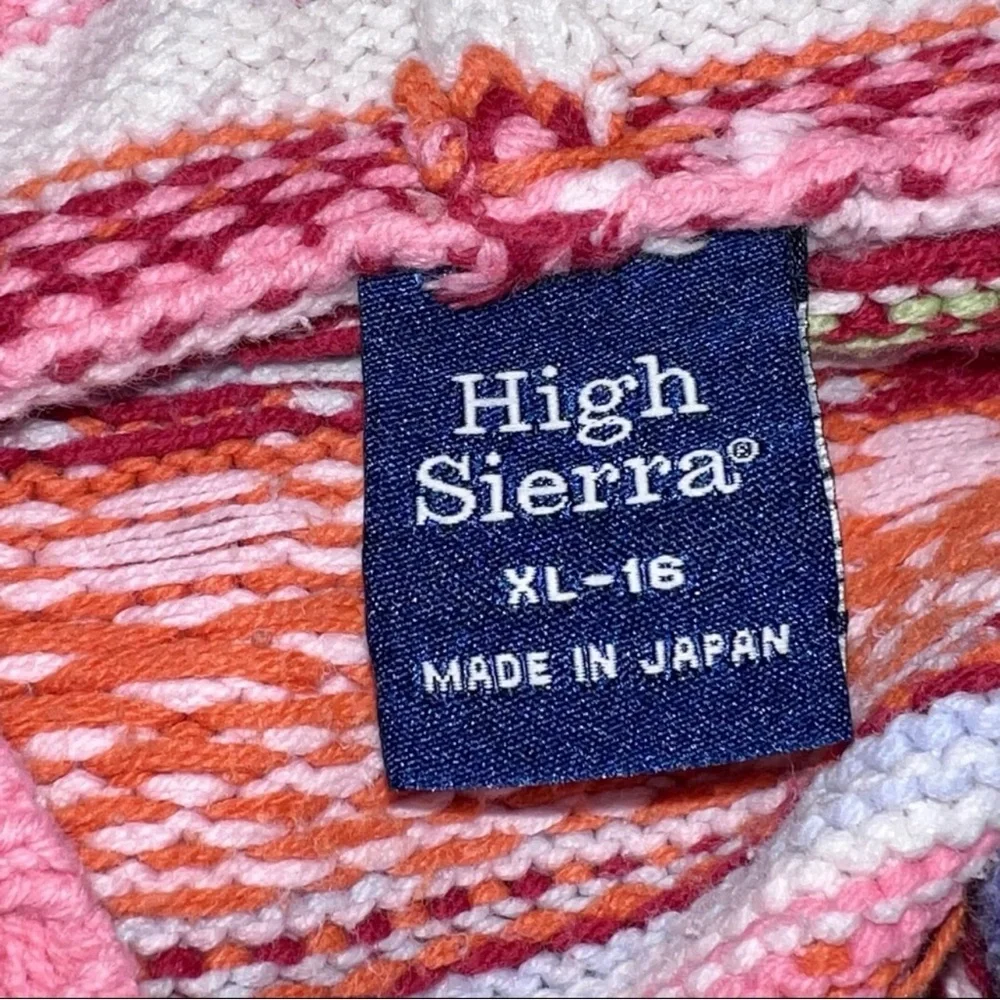 High
Sierra®
XL-16
MADE IN JAPAN